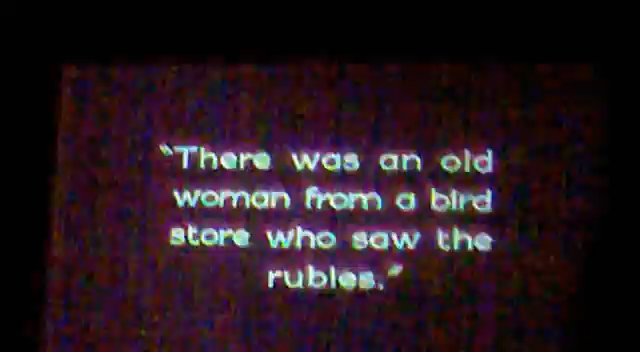 "There was an old
woman from a bird
store who saw the
rubles."